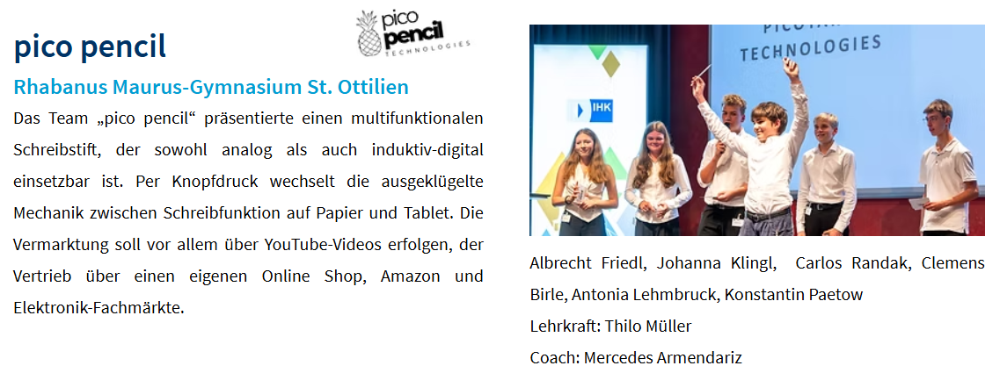 pico pencil
pico
pencil
TECHNOLOGIES
Rhabanus Maurus-Gymnasium St. Ottilien
Das Team „pico pencil“ präsentierte einen multifunktionalen
Schreibstift, der sowohl analog als auch induktiv-digital
einsetzbar ist. Per Knopfdruck wechselt die ausgeklügelte
Mechanik zwischen Schreibfunktion auf Papier und Tablet. Die
Vermarktung soll vor allem über YouTube-Videos erfolgen, der
Vertrieb über einen eigenen Online Shop, Amazon und
Elektronik-Fachmärkte.
TECHNOLOGIES
IHK
Albrecht Friedl, Johanna Klingl, Carlos Randak, Clemens
Birle, Antonia Lehmbruck, Konstantin Paetow
Lehrkraft: Thilo Müller
Coach: Mercedes Armendariz